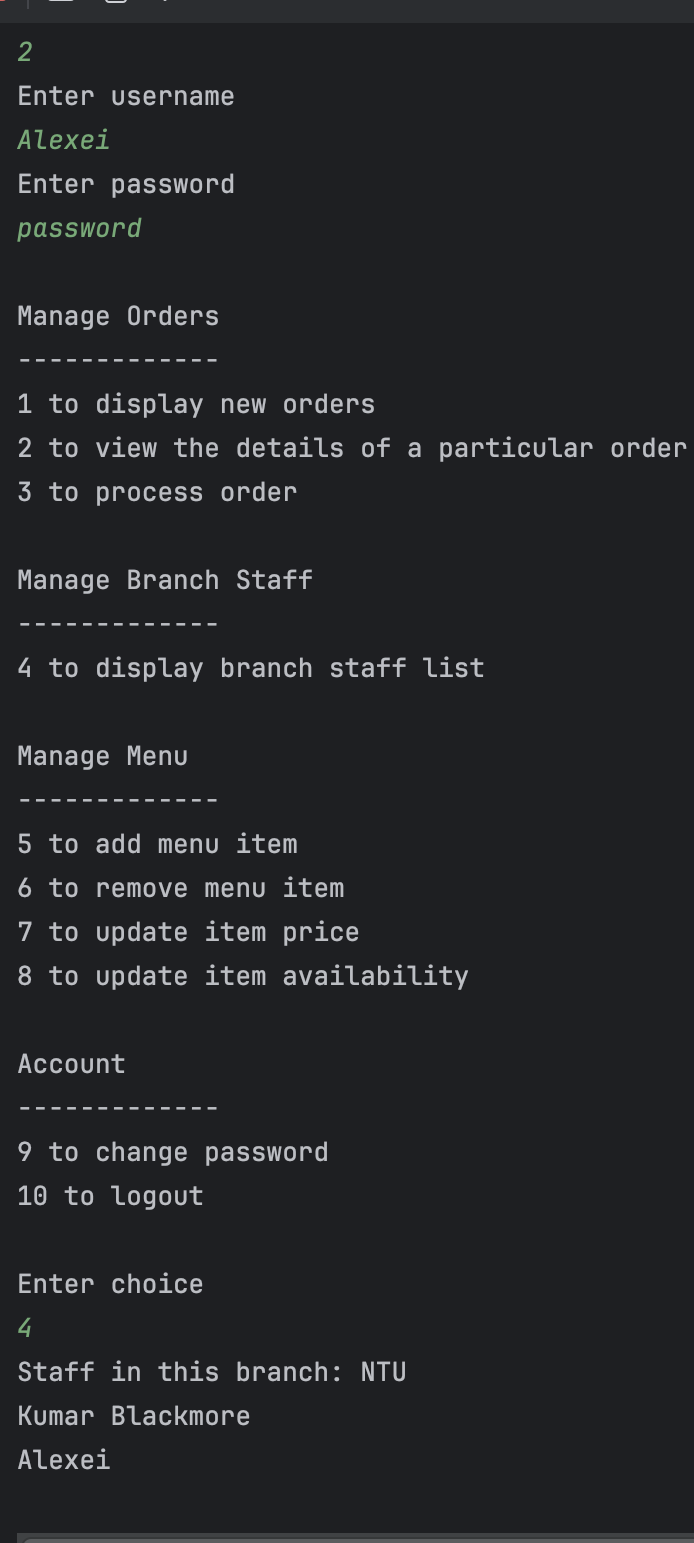 2
Enter username
Alexei
Enter password
password
Manage Orders
-------------
1 to display new orders
2 to view the details of a particular order
3 to process order
Manage Branch Staff
-------------
4 to display branch staff list
Manage Menu
-------------
5 to add menu item
6 to remove menu item
7 to update item price
8 to update item availability
Account
-------------
9 to change password
10 to logout
Enter choice
4
Staff in this branch: NTU
Kumar Blackmore
Alexei